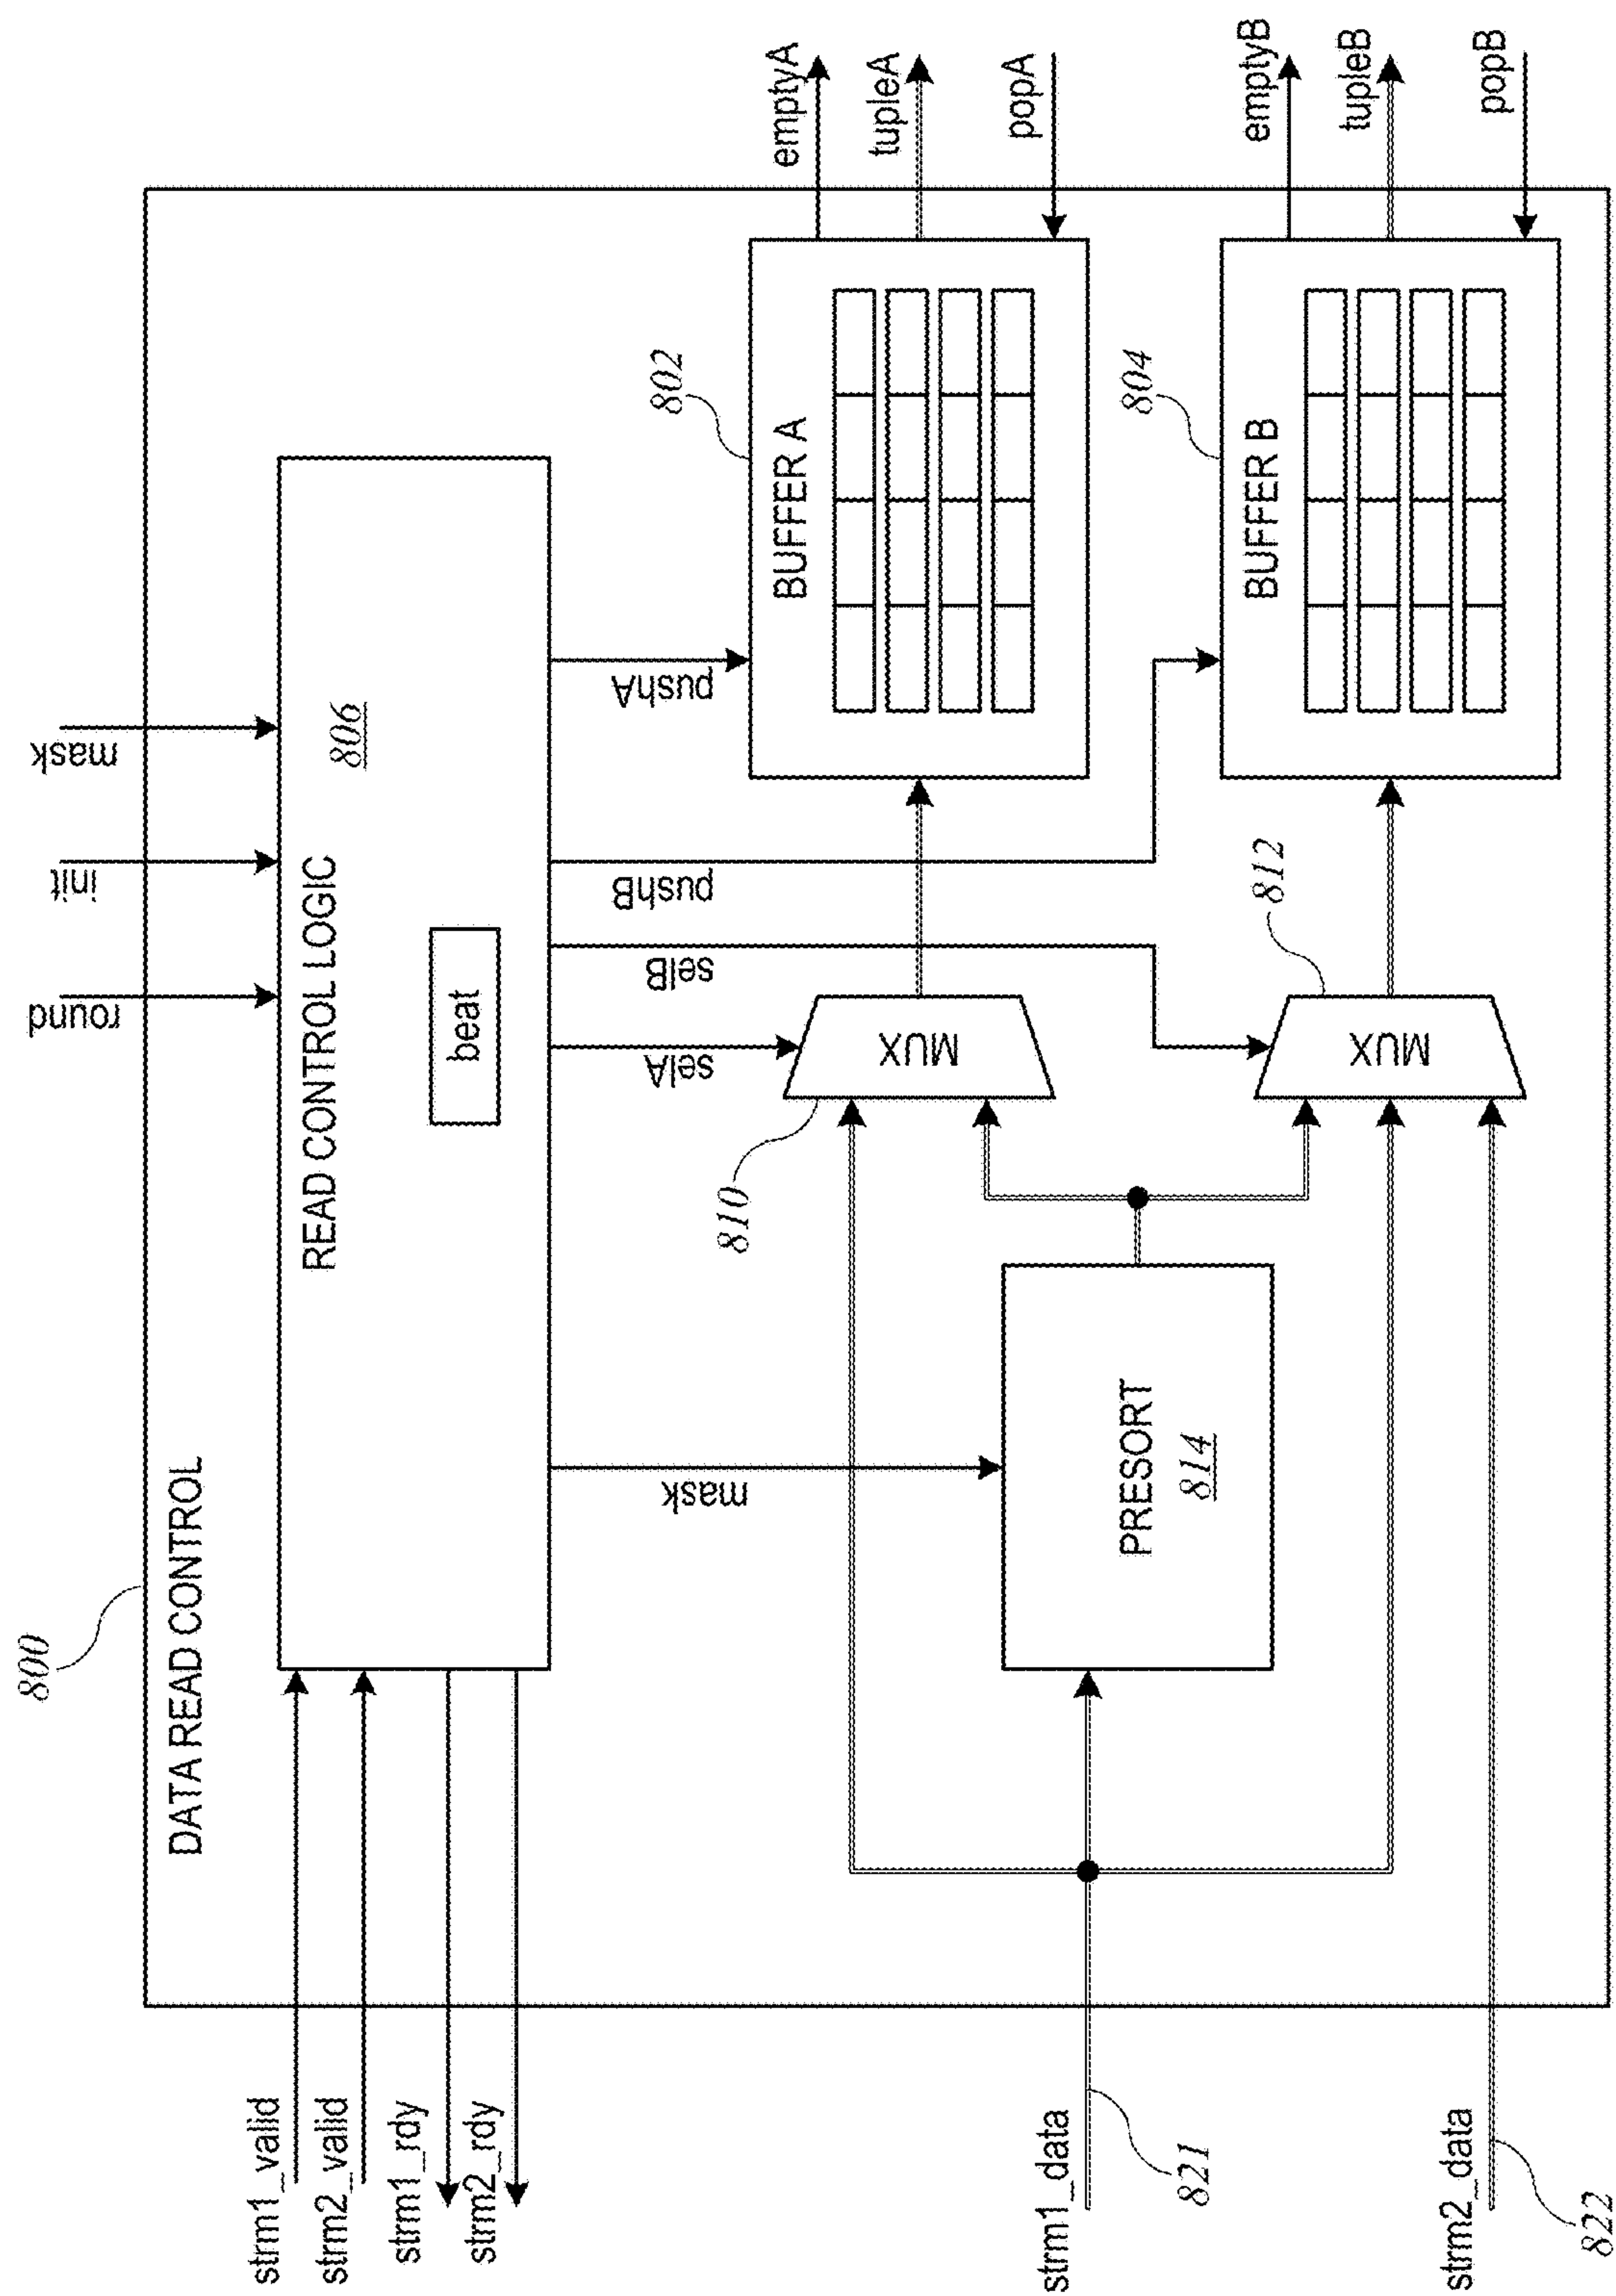 800
DATA READ CONTROL
round
init
mask
strm1_valid
strm2_valid
strm1_rdy
strm2_rdy
READ CONTROL LOGIC
806
beat
mask
selA
selB
pushB
pushA
emptyA
tupleA
popA
802
BUFFER A
810
MUX
strm1_data
821
PRESORT
814
812
MUX
804
BUFFER B
emptyB
tupleB
popB
strm2_data
822